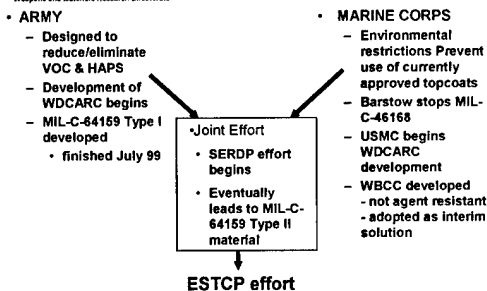 • ARMY
– Designed to
reduce/eliminate
VOC & HAPS
– Development of
WDCARC begins
– MIL-C-64159 Type I
developed
• finished July 99
• MARINE CORPS
– Environmental
restrictions Prevent
use of currently
approved topcoats
– Barstow stops MIL-
C-46168
– USMC begins
WDCARC
development
– WBCC developed
- not agent resistant
- adopted as interim
solution
•Joint Effort
• SERDP effort
begins
• Eventually
leads to MIL-C-
64159 Type II
material
ESTCP effort